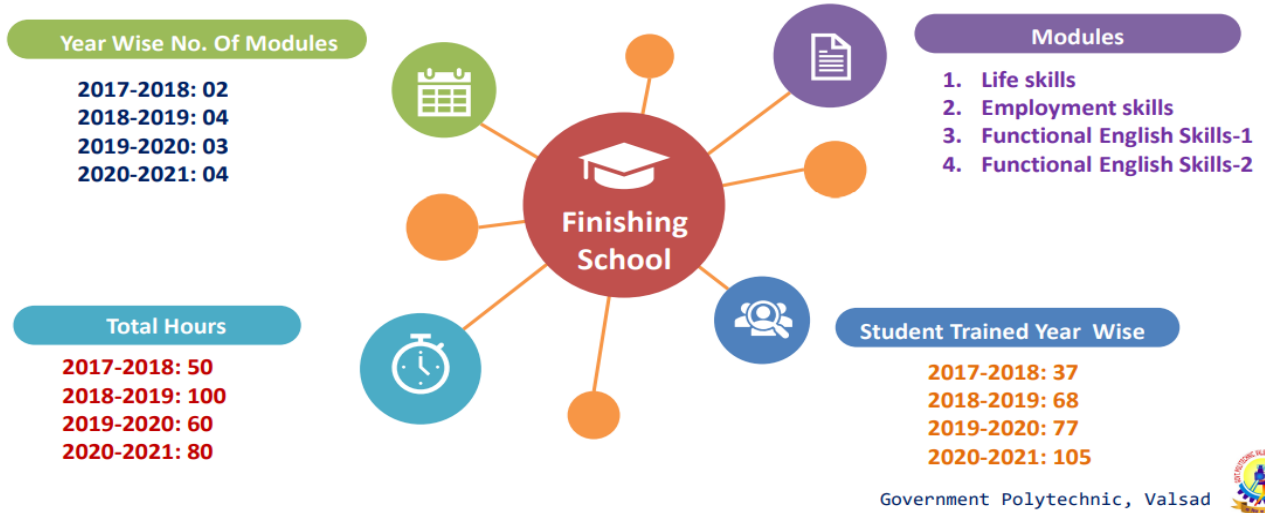 Year Wise No. Of Modules
2017-2018: 02
2018-2019: 04
2019-2020: 03
2020-2021: 04
Modules
1. Life skills
2. Employment skills
3. Functional English Skills-1
4. Functional English Skills-2
Finishing
School
Total Hours
2017-2018: 50
2018-2019: 100
2019-2020: 60
2020-2021: 80
Student Trained Year Wise
2017-2018: 37
2018-2019: 68
2019-2020: 77
2020-2021: 105
Government Polytechnic, Valsad